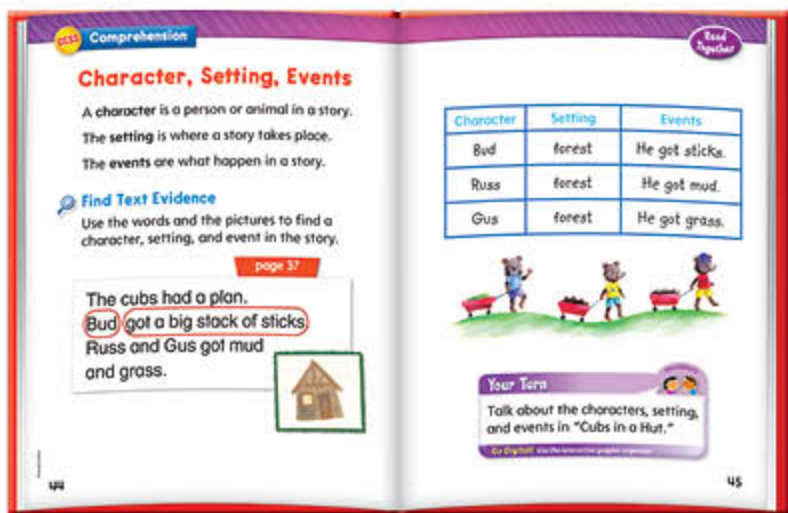 CCSS Comprehension
Character, Setting, Events
A character is a person or animal in a story.
The setting is where a story takes place.
The events are what happen in a story.
Find Text Evidence
Use the words and the pictures to find a
character, setting, and event in the story.
page 37
The cubs had a plan.
Bud got a big stack of sticks.
Russ and Gus got mud
and grass.
44
Read
Together
Character Setting Events
Bud forest He got sticks.
Russ forest He got mud.
Gus forest He got grass.
Your Turn
Talk about the characters, setting,
and events in "Cubs in a Hut."
Go Digital! Use the interactive graphic organizer
45